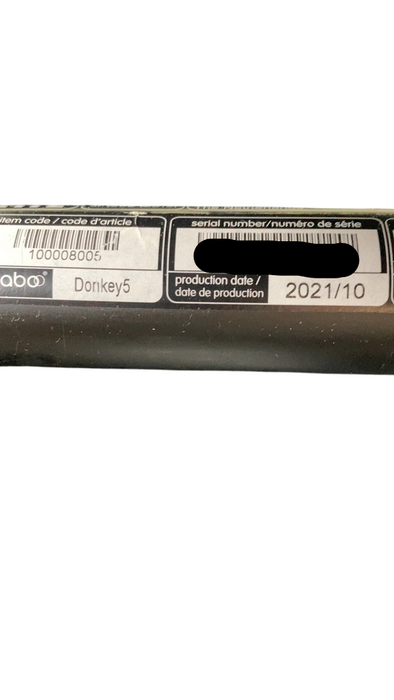 item code / code d'article
100008005
aboo
Donkey5
serial number/numéro de série
production date /
date de production
2021/10